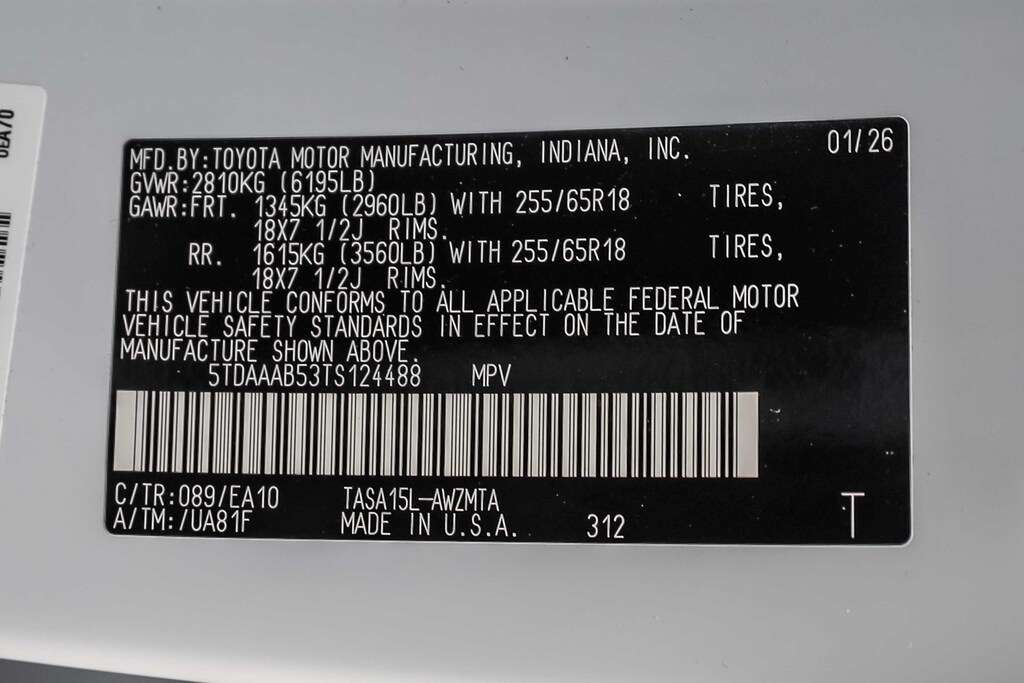 0EA70
MFD.BY:TOYOTA MOTOR MANUFACTURING, INDIANA, INC. 01/26
GVWR:2810KG (6195LB)
GAWR:FRT. 1345KG (2960LB) WITH 255/65R18 TIRES,
18X7 1/2J RIMS.
RR. 1615KG (3560LB) WITH 255/65R18 TIRES,
18X7 1/2J RIMS.
THIS VEHICLE CONFORMS TO ALL APPLICABLE FEDERAL MOTOR
VEHICLE SAFETY STANDARDS IN EFFECT ON THE DATE OF
MANUFACTURE SHOWN ABOVE.
5TDAAAB53TS124488 MPV
C/TR:089/EA10 TASA15L-AWZMTA
A/TM:/UA81F MADE IN U.S.A. 312 T